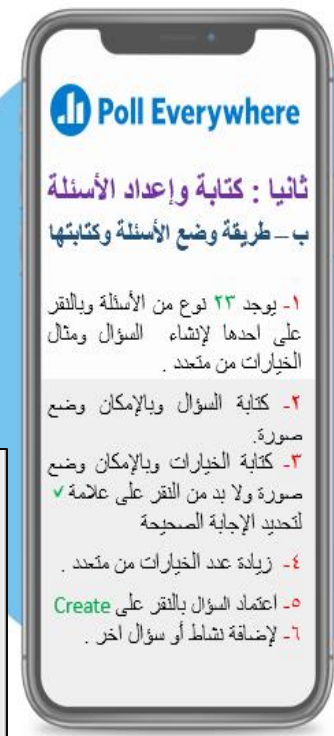 Poll Everywhere
ثانيا : كتابة وإعداد الأسئلة
ب – طريقة وضع الأسئلة وكتابتها
١- يوجد ٢٣ نوع من الأسئلة وبالنقر
على احدها لإنشاء السؤال ومثال
الخيارات من متعدد .
٢- كتابة السؤال وبالإمكان وضع
صورة.
٣- كتابة الخيارات وبالإمكان وضع
صورة ولا بد من النقر على علامة ✓
لتحديد الإجابة الصحيحة
٤- زيادة عدد الخيارات من متعدد .
٥- اعتماد السؤال بالنقر على Create
٦- لإضافة نشاط أو سؤال اخر .